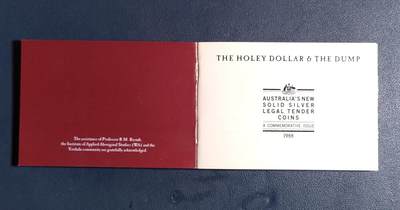 The assistance of Professor R.M. Berndt,
the Institute of Applied Aboriginal Studies (WA) and the
Yirrkala community are gratefully acknowledged.
THE HOLEY DOLLAR & THE DUMP
AUSTRALIA'S NEW
SOLID SILVER
LEGAL TENDER
COINS
A COMMEMORATIVE ISSUE
1988